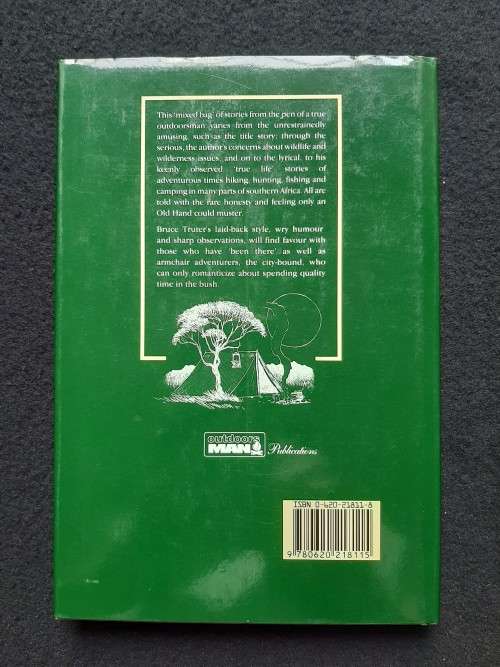 This 'mixed bag' of stories from the pen of a true
outdoorsman varies from the unrestrainedly
amusing, such as the title story; through the
serious, the author's concerns about wildlife and
wilderness issues; and on to the lyrical, to his
keenly observed 'true life' stories of
adventurous times hiking, hunting, fishing and
camping in many parts of southern Africa. All are
told with the rare honesty and feeling only an
Old Hand could muster.
Bruce Truter's laid-back style, wry humour
and sharp observations, will find favour with
those who have 'been there' as well as
armchair adventurers, the city-bound, who
can only romanticize about spending quality
time in the bush.
outdoors
MAN
Publications
ISBN 0-620-21811-8
9 780620 218115